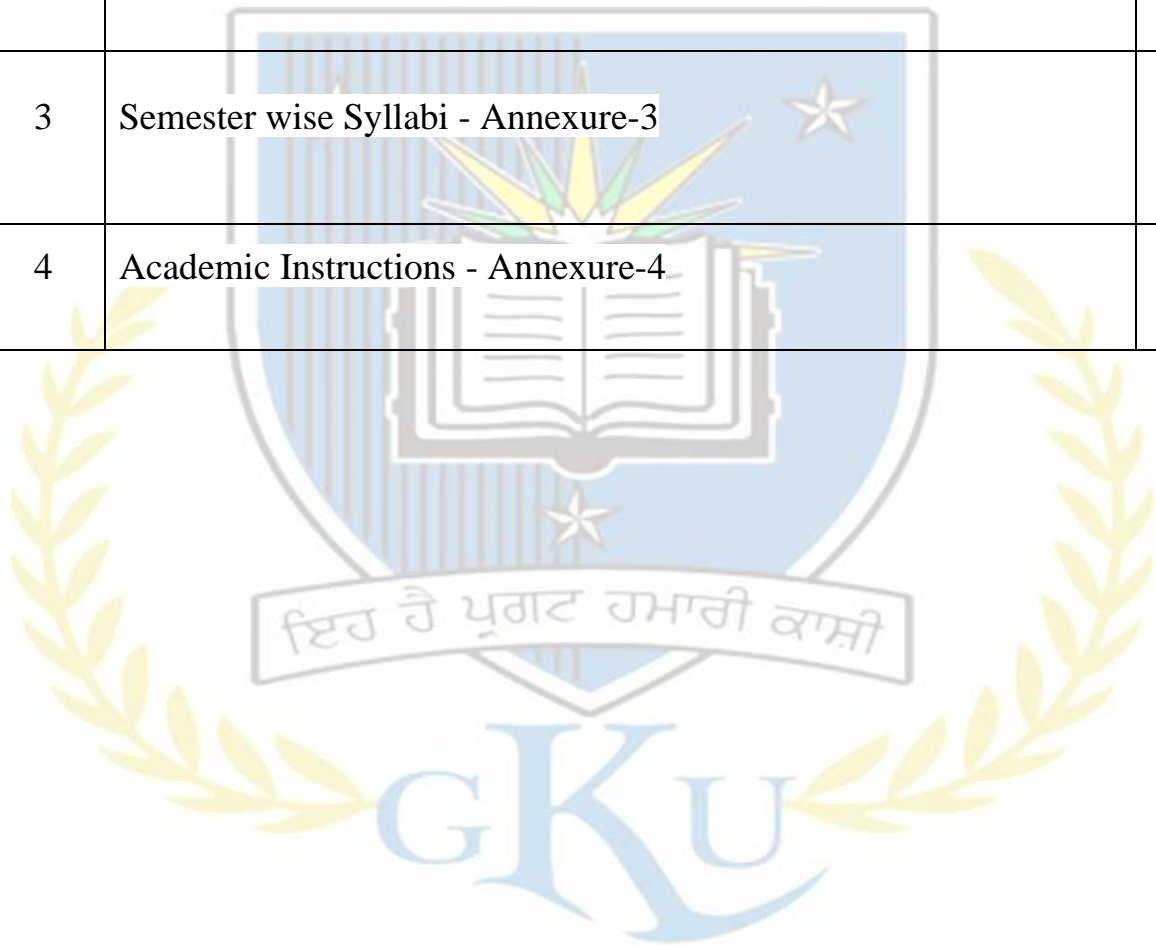 3 Semester wise Syllabi - Annexure-3
4 Academic Instructions - Annexure-4
ਇਹ ਹੈ ਪ੍ਰਗਟ ਹਮਾਰੀ ਕਾਸ਼ੀ
GKU